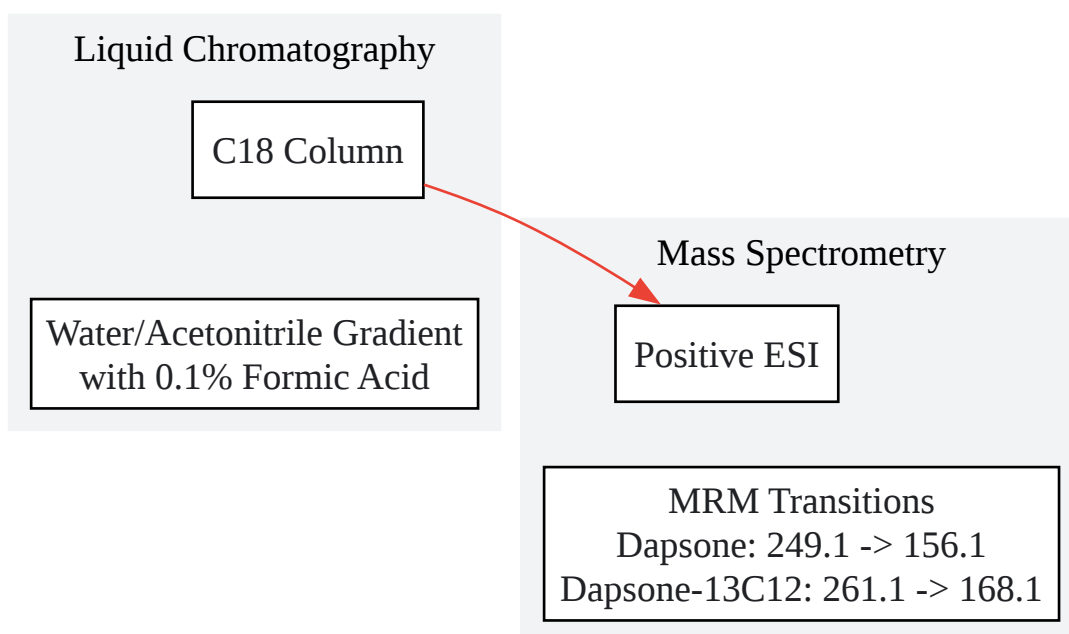 Liquid Chromatography
C18 Column
Water/Acetonitrile Gradient
with 0.1% Formic Acid
Mass Spectrometry
Positive ESI
MRM Transitions
Dapsone: 249.1 -> 156.1
Dapsone-13C12: 261.1 -> 168.1